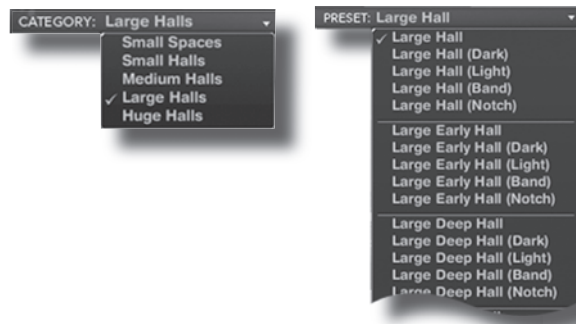 CATEGORY: Large Halls
Small Spaces
Small Halls
Medium Halls
✓ Large Halls
Huge Halls
PRESET: Large Hall
✓ Large Hall
Large Hall (Dark)
Large Hall (Light)
Large Hall (Band)
Large Hall (Notch)
Large Early Hall
Large Early Hall (Dark)
Large Early Hall (Light)
Large Early Hall (Band)
Large Early Hall (Notch)
Large Deep Hall
Large Deep Hall (Dark)
Large Deep Hall (Light)
Large Deep Hall (Band)
Large Deep Hall (Notch)